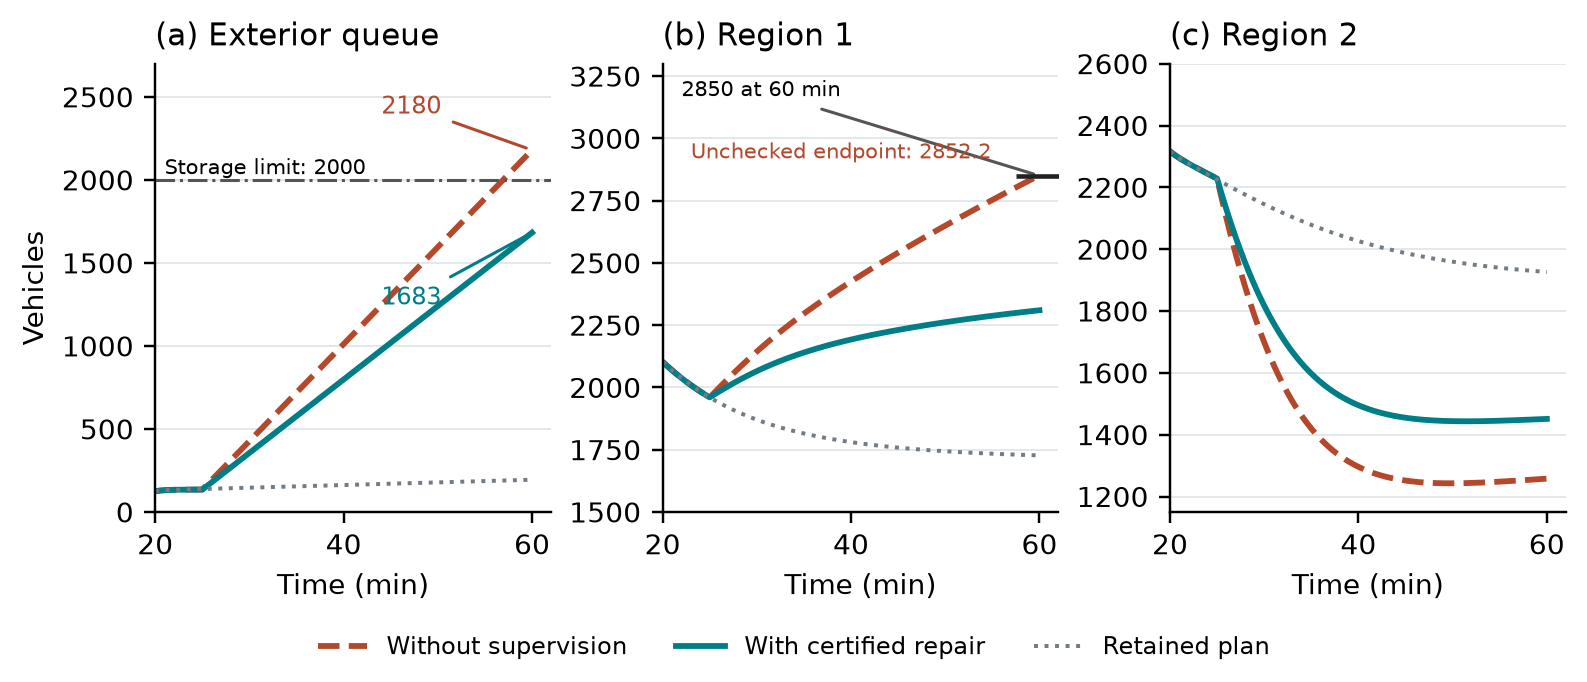 (a) Exterior queue
Vehicles
2500
2000
1500
1000
500
0
2180
Storage limit: 2000
1683
20
40
60
Time (min)
(b) Region 1
3250
3000
2750
2500
2250
2000
1750
1500
2850 at 60 min
Unchecked endpoint: 2852.2
20
40
60
Time (min)
(c) Region 2
2600
2400
2200
2000
1800
1600
1400
1200
20
40
60
Time (min)
Without supervision
With certified repair
Retained plan